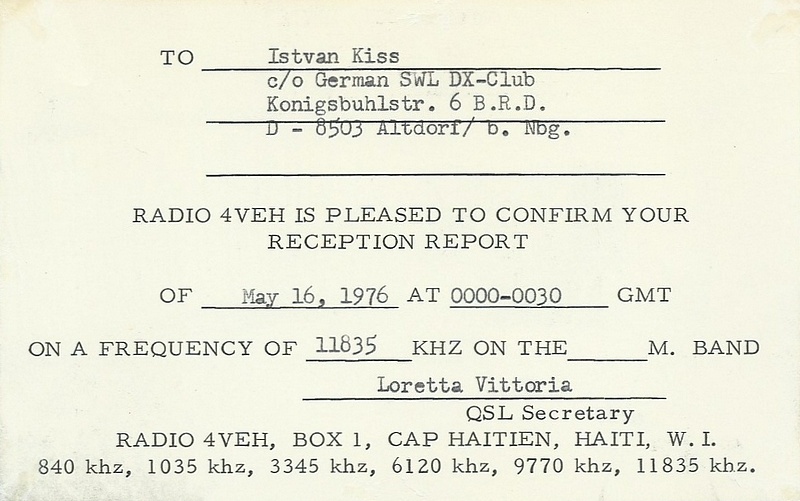 TO Istvan Kiss
c/o German SWL DX-Club
Konigsbuhlstr. 6 B.R.D.
D - 8503 Altdorf/ b. Nbg.
RADIO 4VEH IS PLEASED TO CONFIRM YOUR
RECEPTION REPORT
OF May 16, 1976 AT 0000-0030 GMT
ON A FREQUENCY OF 11835 KHZ ON THE M. BAND
Loretta Vittoria
QSL Secretary
RADIO 4VEH, BOX 1, CAP HAITIEN, HAITI, W. I.
840 khz, 1035 khz, 3345 khz, 6120 khz, 9770 khz, 11835 khz.